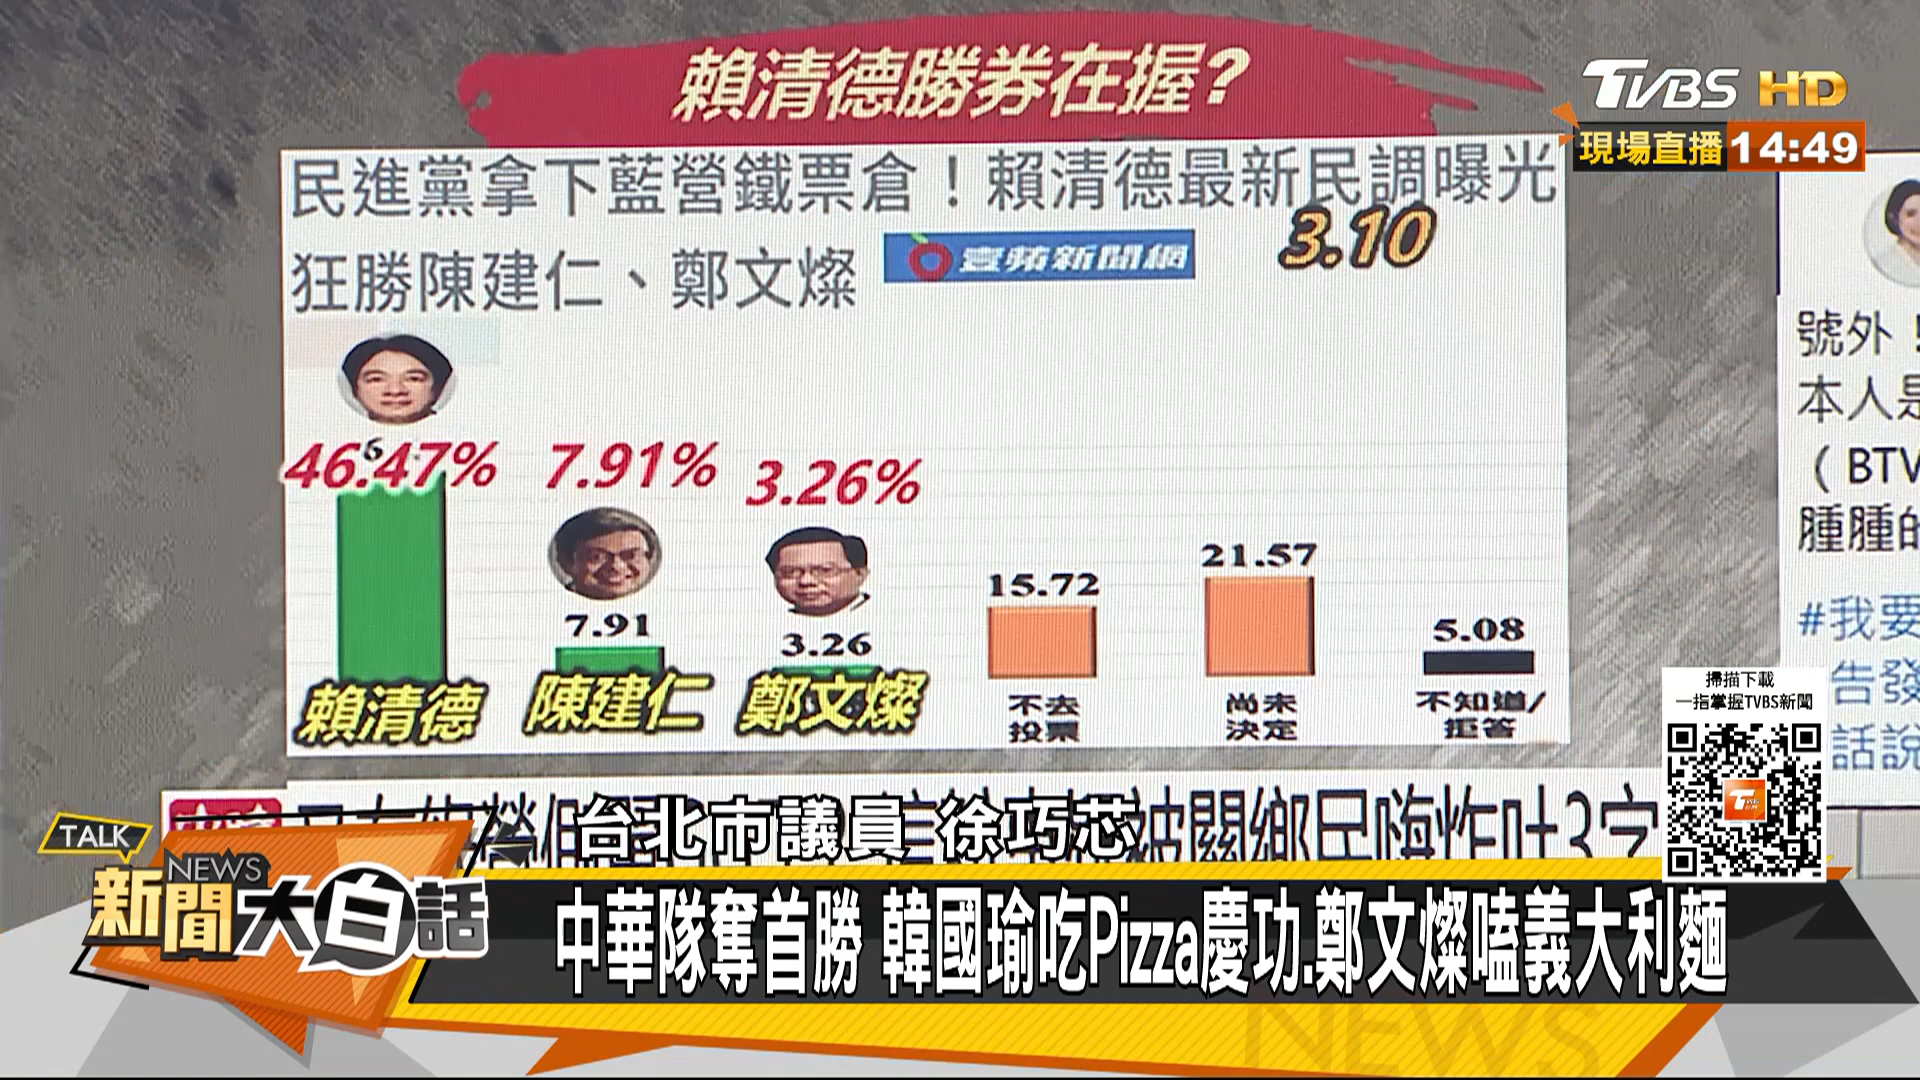 賴清德勝券在握?
TVBS HD
現場直播 14:49
民進黨拿下藍營鐵票倉！賴清德最新民調曝光
3.10
狂勝陳建仁、鄭文燦
壹蘋新聞網
46.47%
7.91%
3.26%
7.91
3.26
15.72
21.57
5.08
賴清德
陳建仁
鄭文燦
不去
投票
尚未
決定
不知道/
拒答
號外
本人是
（BTV
腫腫的
#我要
告發
話說
掃描下載
一指掌握TVBS新聞
台北市議員 徐巧芯
TALK
NEWS
新聞大白話
中華隊奪首勝 韓國瑜吃Pizza慶功.鄭文燦嗑義大利麵
NEWS